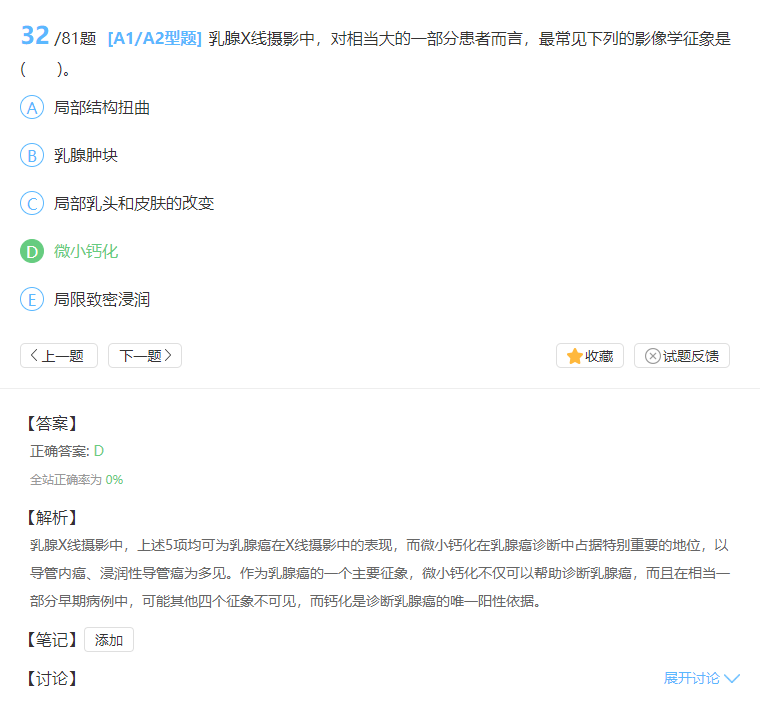 32 /81题 [A1/A2型题] 乳腺X线摄影中，对相当大的一部分患者而言，最常见下列的影像学征象是
(　　)。
A 局部结构扭曲
B 乳腺肿块
C 局部乳头和皮肤的改变
D 微小钙化
E 局限致密浸润
上一题 下一题 收藏 试题反馈
【答案】
正确答案: D
全站正确率为 0%
【解析】
乳腺X线摄影中，上述5项均可为乳腺癌在X线摄影中的表现，而微小钙化在乳腺癌诊断中占据特别重要的地位，以
导管内癌、浸润性导管癌为多见。作为乳腺癌的一个主要征象，微小钙化不仅可以帮助诊断乳腺癌，而且在相当一
部分早期病例中，可能其他四个征象不可见，而钙化是诊断乳腺癌的唯一阳性依据。
【笔记】 添加
【讨论】 展开讨论